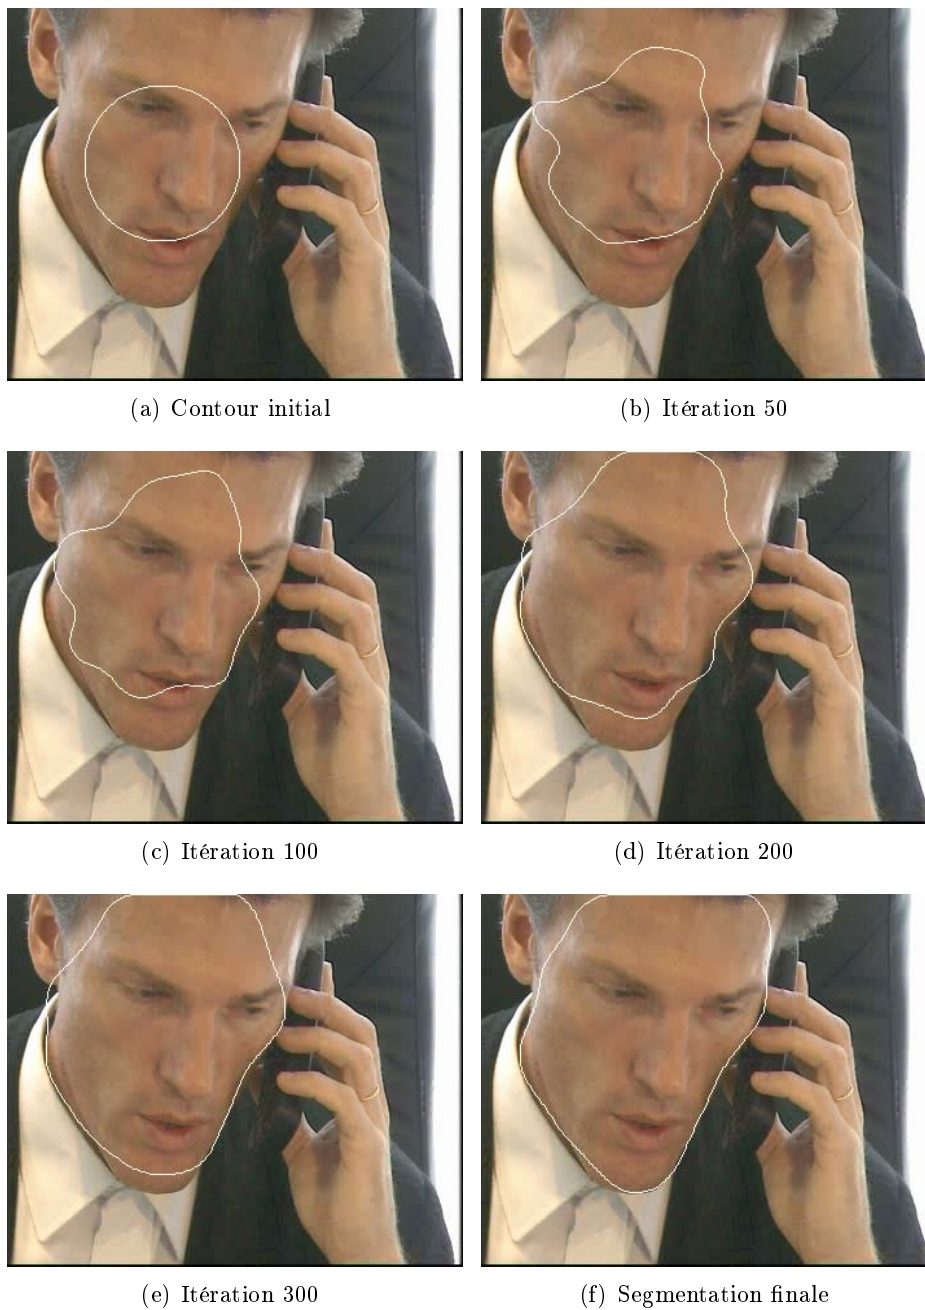 (a) Contour initial
(b) Itération 50
(c) Itération 100
(d) Itération 200
(e) Itération 300
(f) Segmentation finale